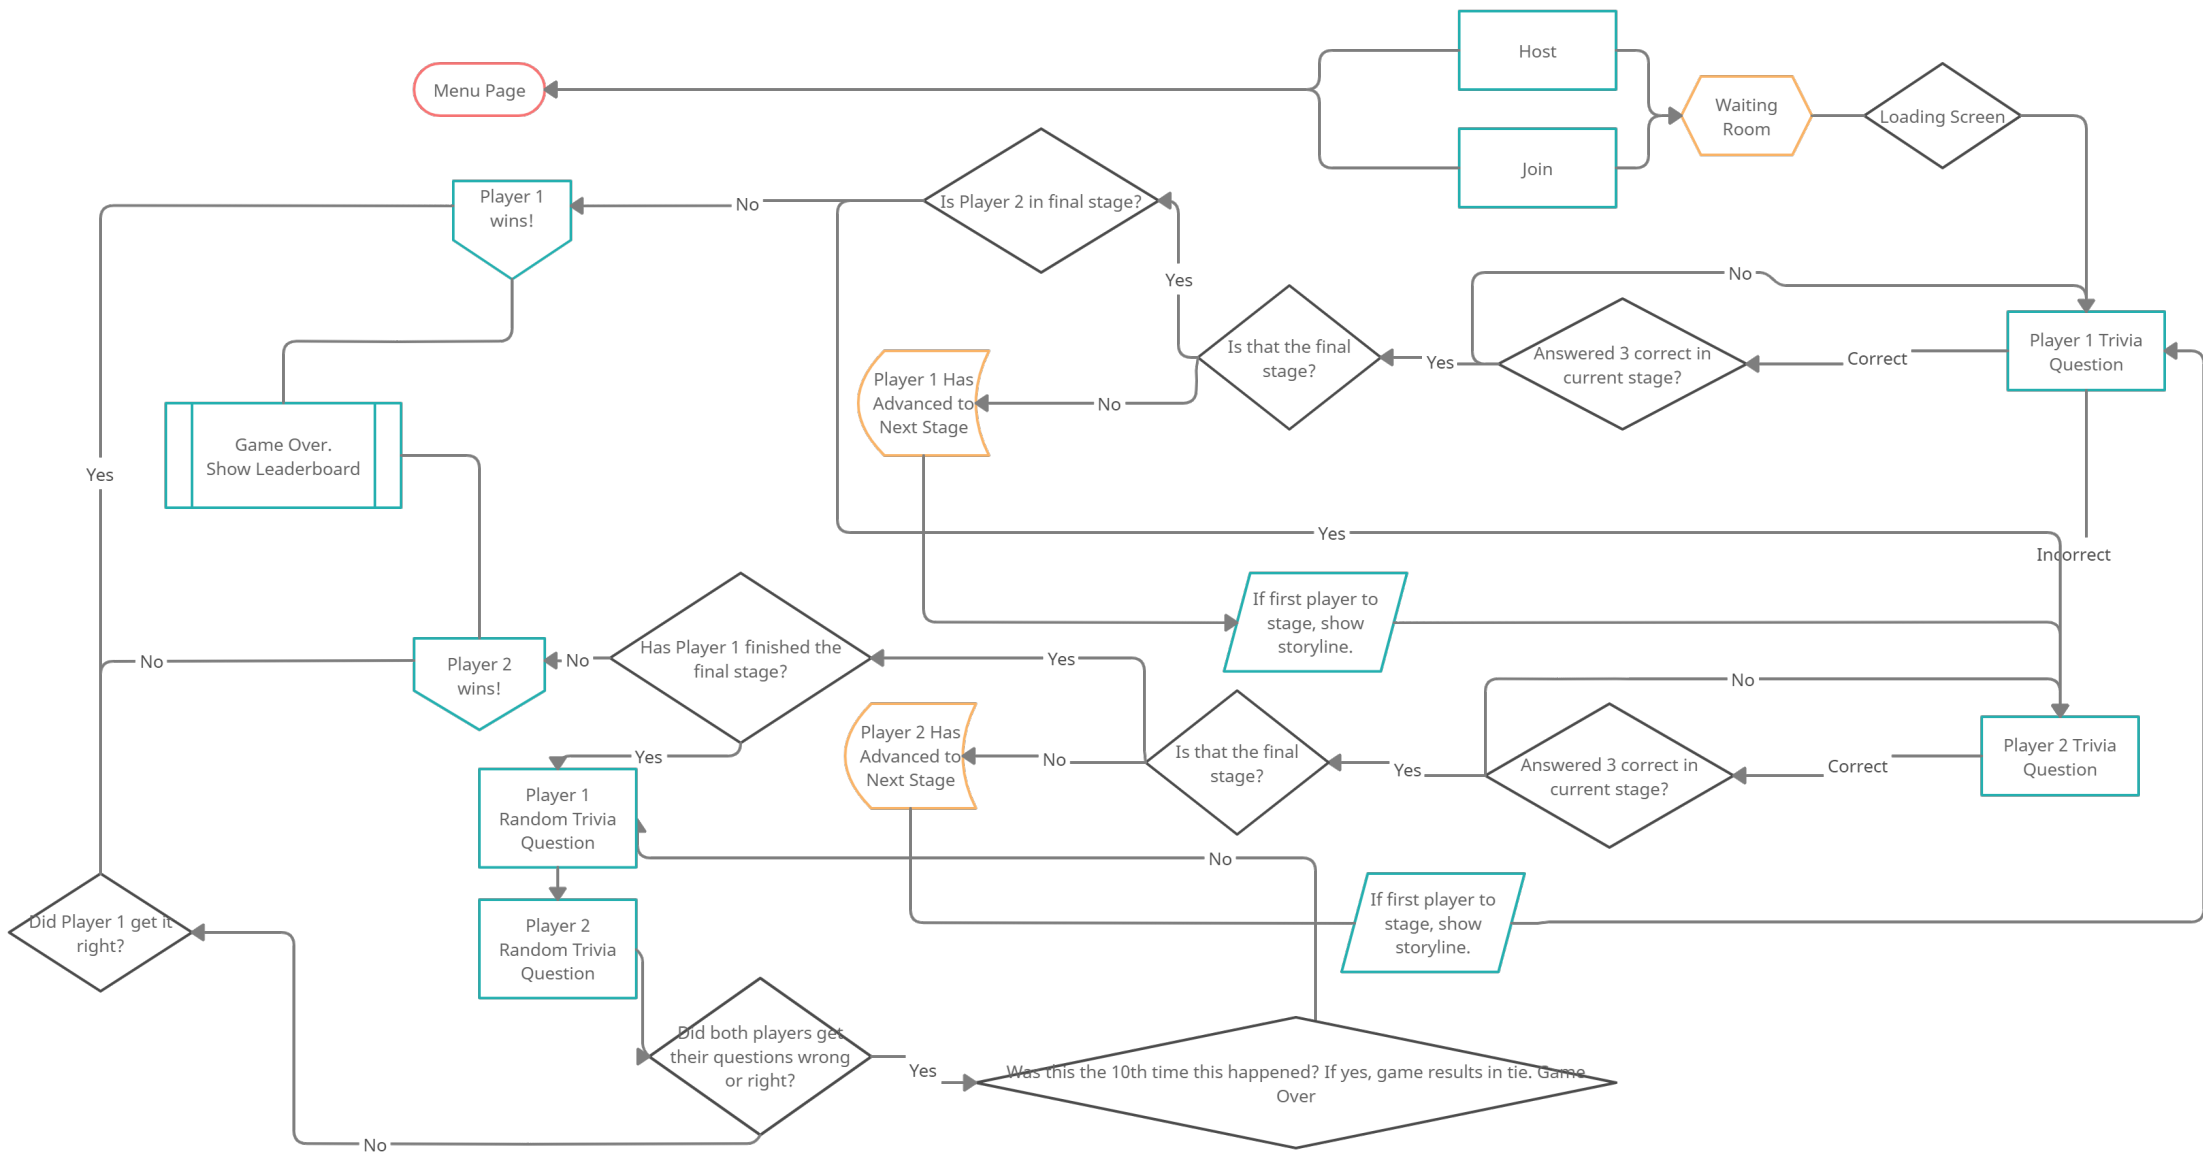 Host
Menu Page
Waiting
Room
Loading Screen
Join
Player 1
wins!
No
Is Player 2 in final stage?
Yes
No
Is that the final
stage?
Yes
Answered 3 correct in
current stage?
Correct
Player 1 Trivia
Question
Player 1 Has
Advanced to
Next Stage
No
Game Over.
Show Leaderboard
Yes
Yes
Incorrect
If first player to
stage, show
storyline.
Has Player 1 finished the
final stage?
Yes
No
Player 2
wins!
No
No
Player 2 Has
Advanced to
Next Stage
No
Is that the final
stage?
Yes
Answered 3 correct in
current stage?
Correct
Player 2 Trivia
Question
Yes
Player 1
Random Trivia
Question
No
Did Player 1 get it
right?
Player 2
Random Trivia
Question
If first player to
stage, show
storyline.
Did both players get
their questions wrong
or right?
Yes
Was this the 10th time this happened? If yes, game results in tie. Game
Over
No